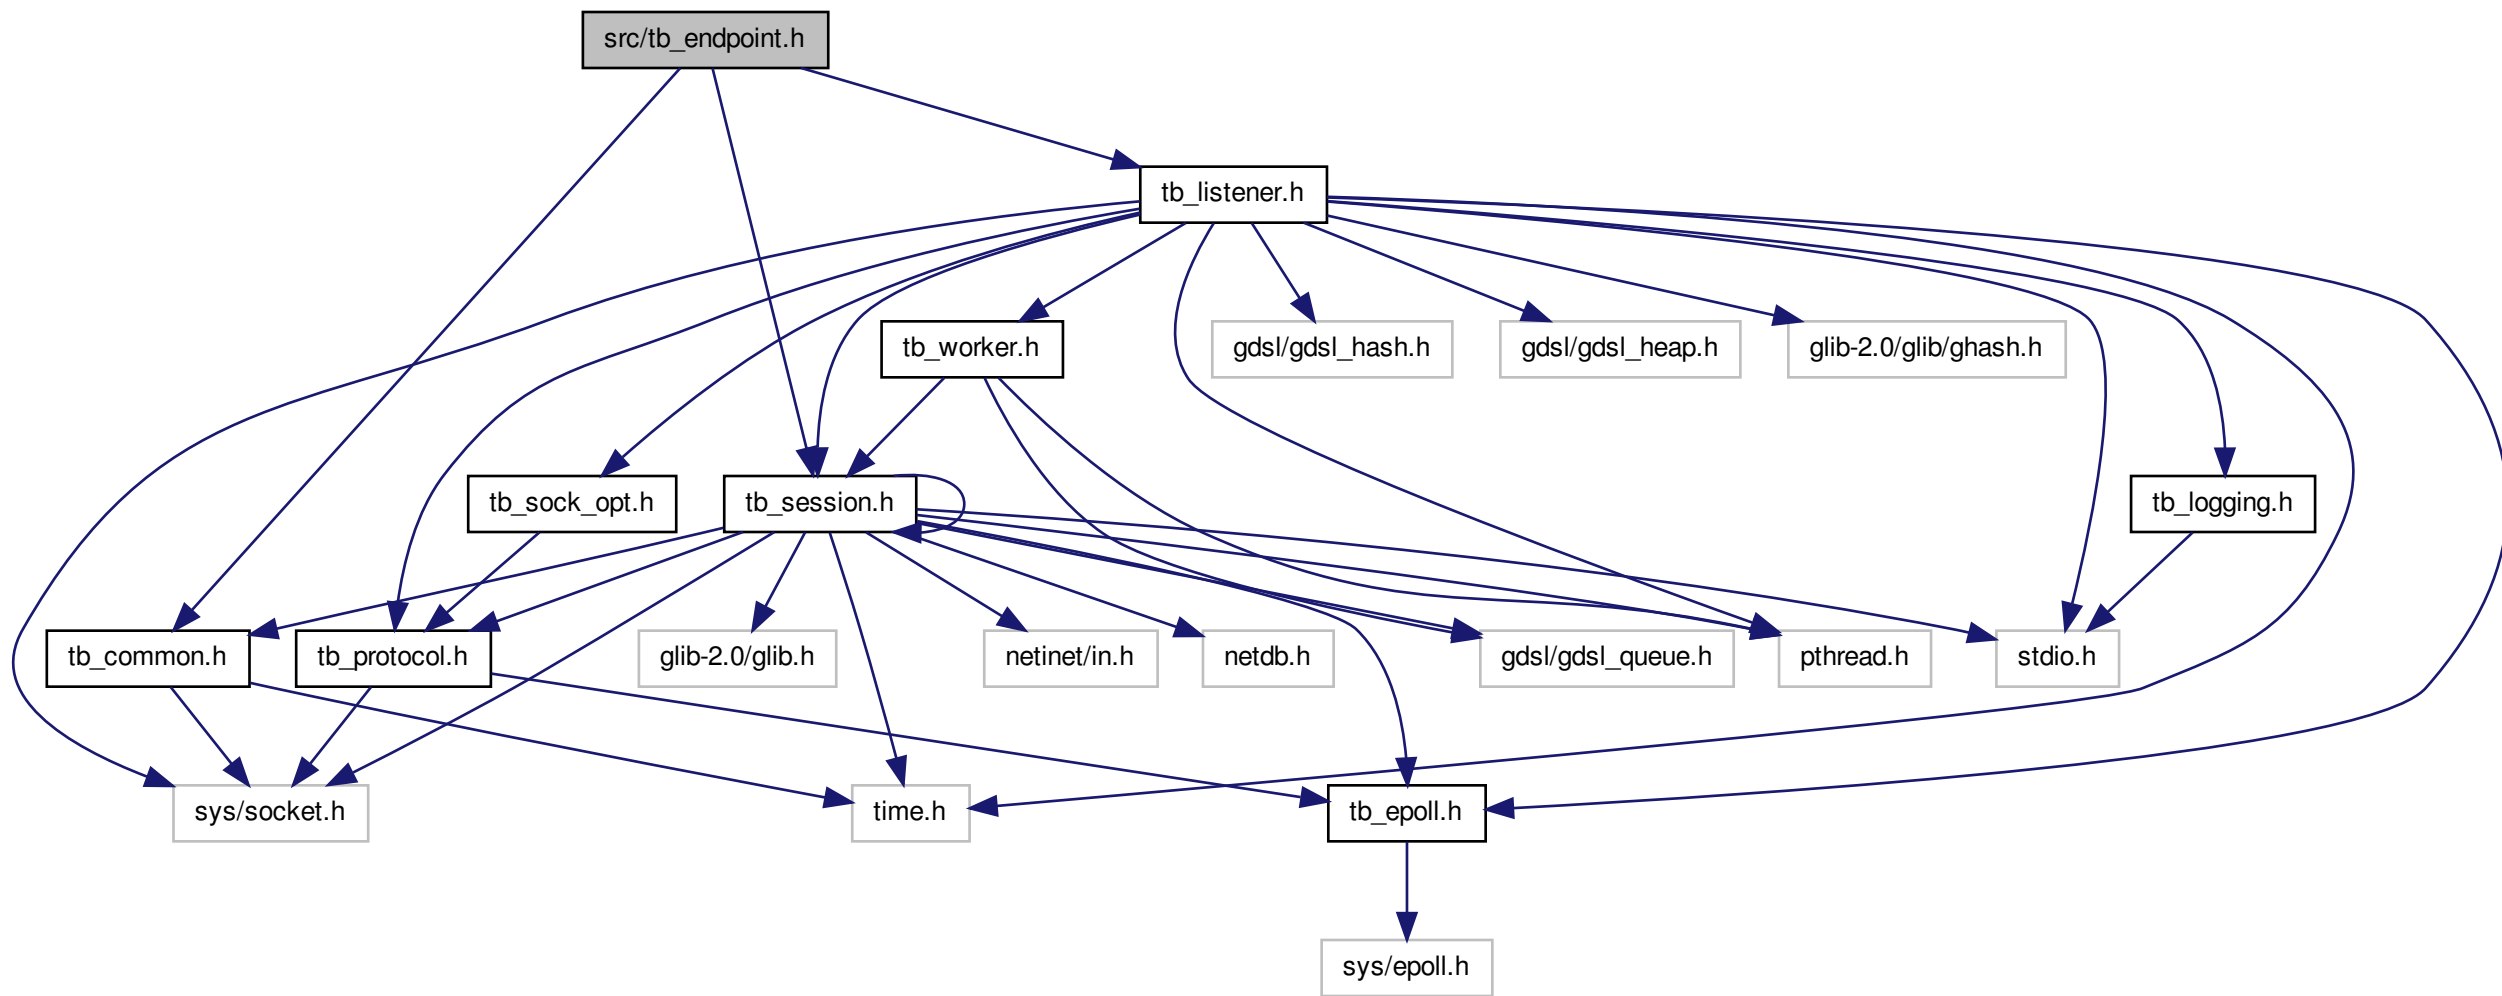 src/tb_endpoint.h
tb_listener.h
tb_worker.h
gdsl/gdsl_hash.h
gdsl/gdsl_heap.h
glib-2.0/glib/ghash.h
tb_sock_opt.h
tb_session.h
tb_logging.h
tb_common.h
tb_protocol.h
glib-2.0/glib.h
netinet/in.h
netdb.h
gdsl/gdsl_queue.h
pthread.h
stdio.h
sys/socket.h
time.h
tb_epoll.h
sys/epoll.h